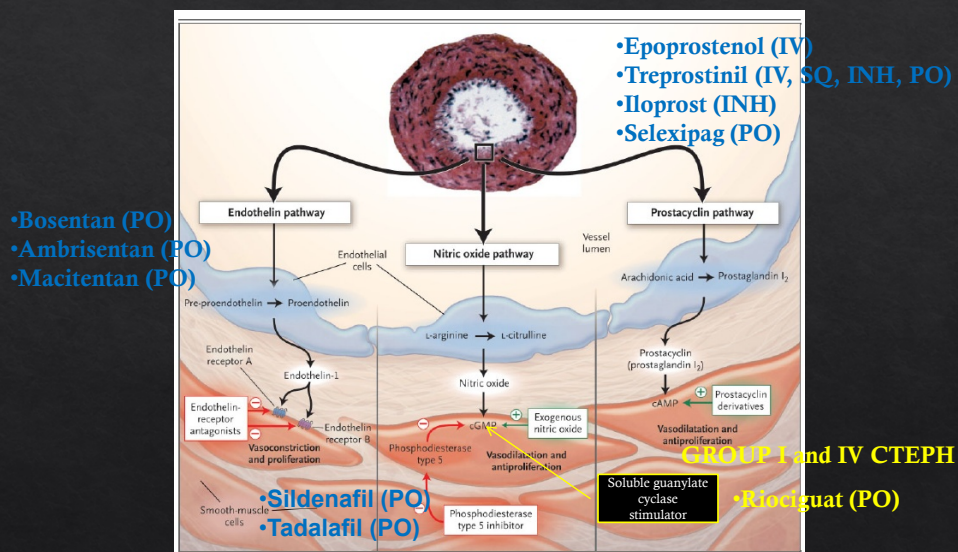 •Epoprostenol (IV)
•Treprostinil (IV, SQ, INH, PO)
•Iloprost (INH)
•Selexipag (PO)
•Bosentan (PO)
•Ambrisentan (PO)
•Macitentan (PO)
Endothelin pathway
Nitric oxide pathway
Prostacyclin pathway
Vessel
lumen
Endothelial
cells
Pre-proendothelin
Proendothelin
L-arginine
L-citrulline
Arachidonic acid
Prostaglandin I2
Endothelin
receptor A
Endothelin-1
Nitric oxide
Prostacyclin
(prostaglandin I2)
Endothelin-
receptor
antagonists
Endothelin
receptor B
Vasoconstriction
and proliferation
cGMP
Exogenous
nitric oxide
Phosphodiesterase
type 5
Vasodilatation and
antiproliferation
cAMP
Prostacyclin
derivatives
Vasodilatation and
antiproliferation
GROUP I and IV CTEPH
Soluble guanylate
cyclase
stimulator
•Riociguat (PO)
Smooth-muscle
cells
•Sildenafil (PO)
•Tadalafil (PO)
Phosphodiesterase
type 5 inhibitor